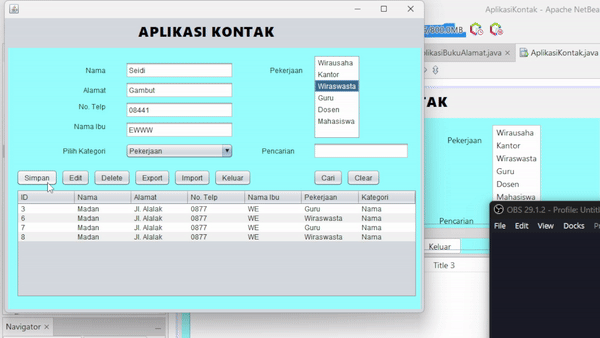 AplikasiKontak - Apache NetBea
/800.0MB
plikasiBukuAlamat.java ×
AplikasiKontak.java ×
APLIKASI KONTAK
Nama Seidi
Alamat Gambut
No. Telp 08441
Nama Ibu EWWW
Pilih Kategori Pekerjaan
Pekerjaan
Wirausaha
Kantor
Wiraswasta
Guru
Dosen
Mahasiswa
Pencarian
Simpan Edit Delete Export Import Keluar Cari Clear
ID Nama Alamat No. Telp Nama Ibu Pekerjaan Kategori
3 Madan Jl. Alalak 0877 WE Guru Nama
6 Madan Jl. Alalak 0877 WE Wiraswasta Nama
7 Madan Jl. Alalak 0877 WE Guru Nama
8 Madan Jl. Alalak 0877 WE Wiraswasta Nama
TAK
Pekerjaan
Wirausaha
Kantor
Wiraswasta
Guru
Dosen
Mahasiswa
Pencarian
Keluar
Title 3
OBS 29.1.2 - Profile: Untitl
File Edit View Docks P
Navigator ×